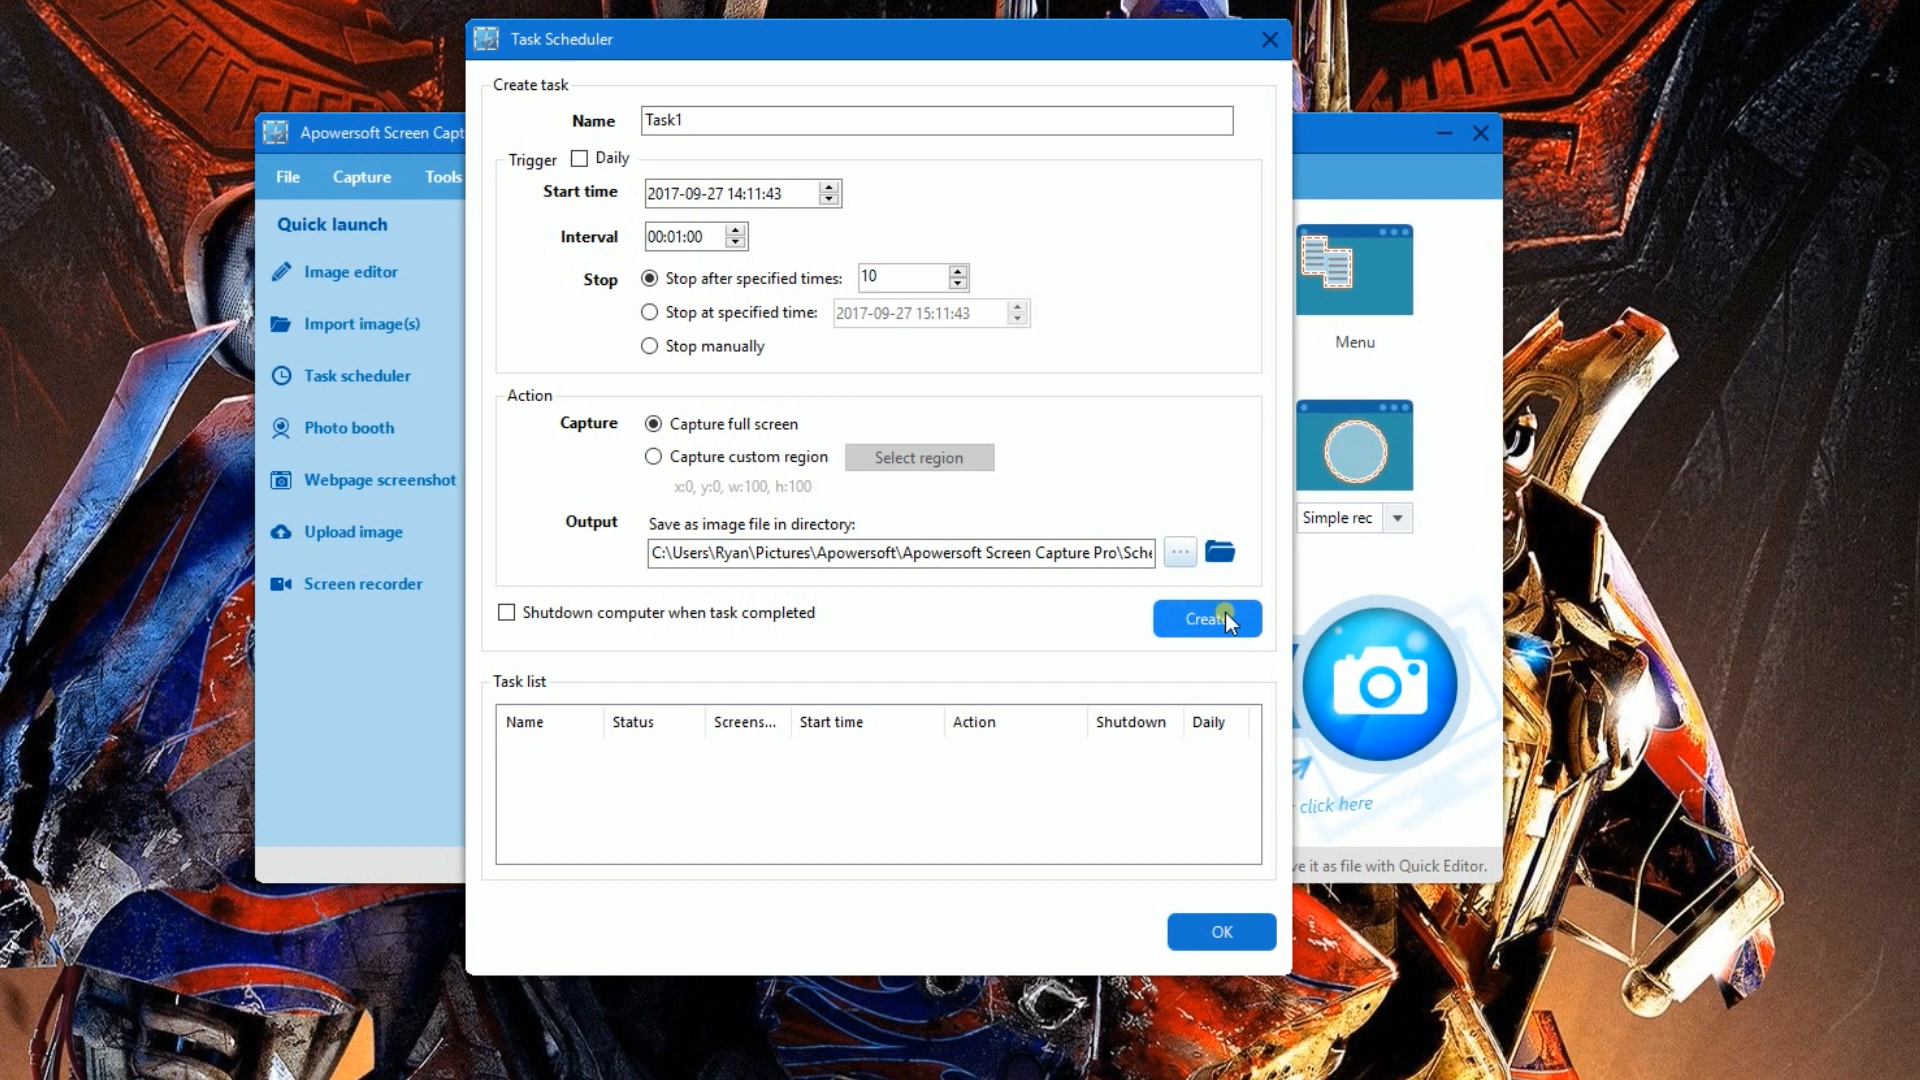 Task Scheduler
Create task
Name Task1
Trigger Daily
Start time 2017-09-27 14:11:43
Interval 00:01:00
Stop Stop after specified times: 10
Stop at specified time: 2017-09-27 15:11:43
Stop manually
Action
Capture Capture full screen
Capture custom region Select region
x:0, y:0, w:100, h:100
Output Save as image file in directory:
C:\Users\Ryan\Pictures\Apowersoft\Apowersoft Screen Capture Pro\Sche
...
Shutdown computer when task completed
Create
Task list
Name Status Screens... Start time Action Shutdown Daily
OK
Apowersoft Screen Capt
File Capture Tools
Quick launch
Image editor
Import image(s)
Task scheduler
Photo booth
Webpage screenshot
Upload image
Screen recorder
Menu
Simple rec
click here
ve it as file with Quick Editor.